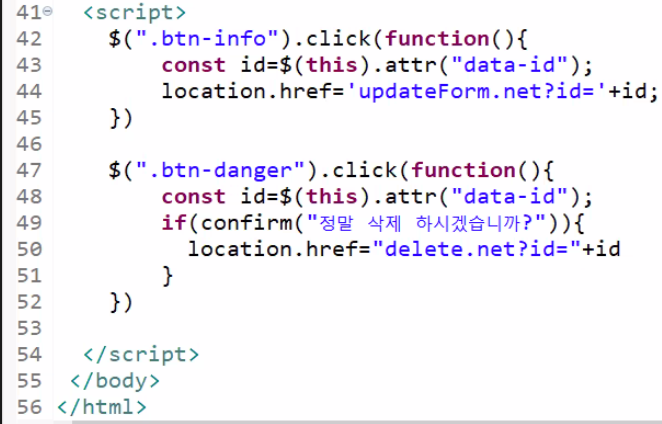 41 <script>
42 $(".btn-info").click(function(){
43 const id=$(this).attr("data-id");
44 location.href='updateForm.net?id='+id;
45 })
46
47 $(".btn-danger").click(function(){
48 const id=$(this).attr("data-id");
49 if(confirm("정말 삭제 하시겠습니까?")){
50 location.href="delete.net?id="+id
51 }
52 })
53
54 </script>
55 </body>
56 </html>